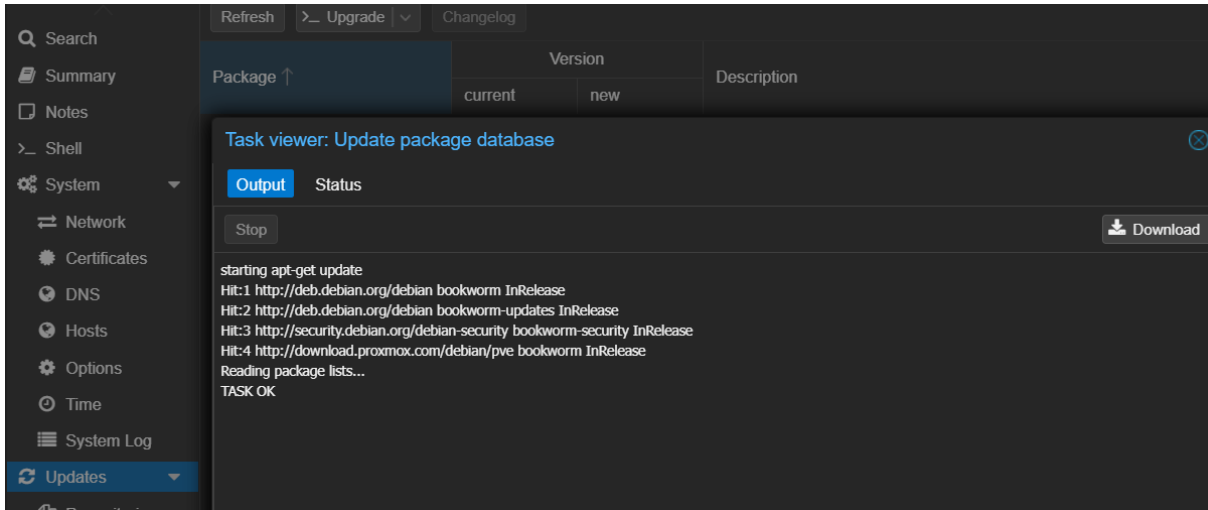 Refresh
>_ Upgrade
Changelog
Search
Summary
Notes
>_ Shell
System
Network
Certificates
DNS
Hosts
Options
Time
System Log
Updates
Package ↑
Version
current
new
Description
Task viewer: Update package database
Output
Status
Stop
Download
starting apt-get update
Hit:1 http://deb.debian.org/debian bookworm InRelease
Hit:2 http://deb.debian.org/debian bookworm-updates InRelease
Hit:3 http://security.debian.org/debian-security bookworm-security InRelease
Hit:4 http://download.proxmox.com/debian/pve bookworm InRelease
Reading package lists...
TASK OK